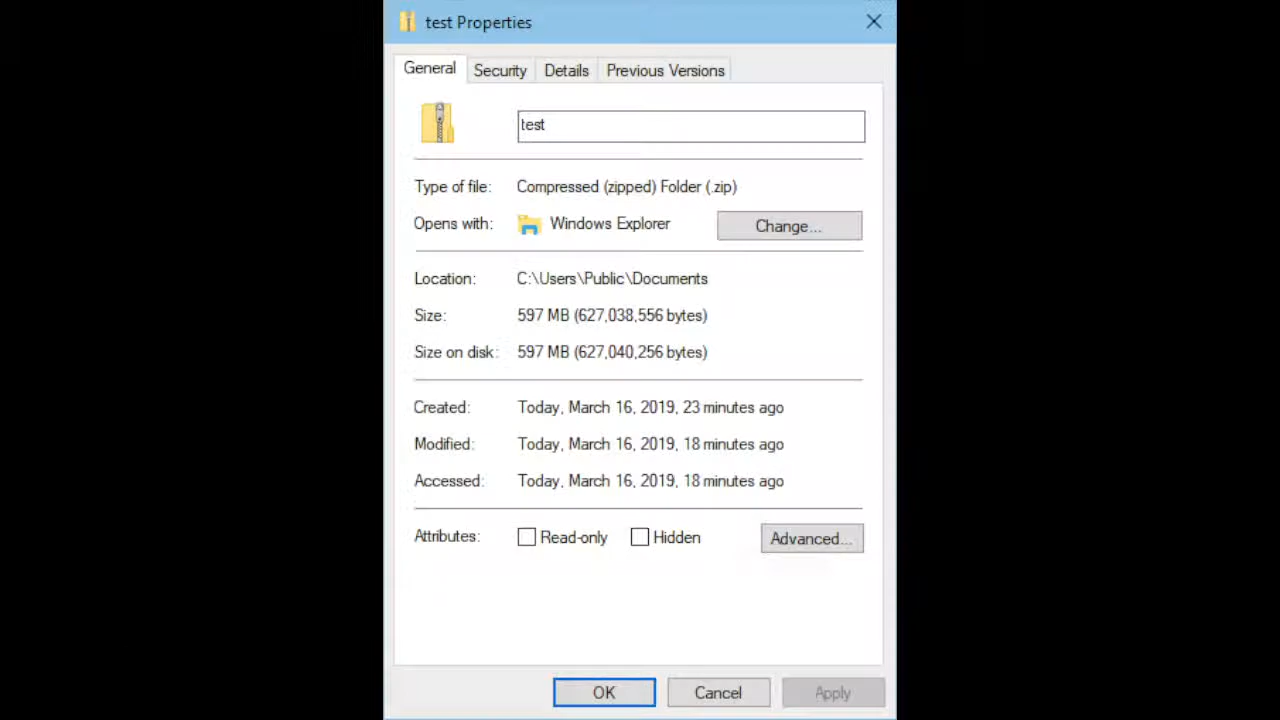 test Properties
General Security Details Previous Versions
test
Type of file: Compressed (zipped) Folder (.zip)
Opens with: Windows Explorer Change...
Location: C:\Users\Public\Documents
Size: 597 MB (627,038,556 bytes)
Size on disk: 597 MB (627,040,256 bytes)
Created: Today, March 16, 2019, 23 minutes ago
Modified: Today, March 16, 2019, 18 minutes ago
Accessed: Today, March 16, 2019, 18 minutes ago
Attributes: Read-only Hidden Advanced...
OK Cancel Apply